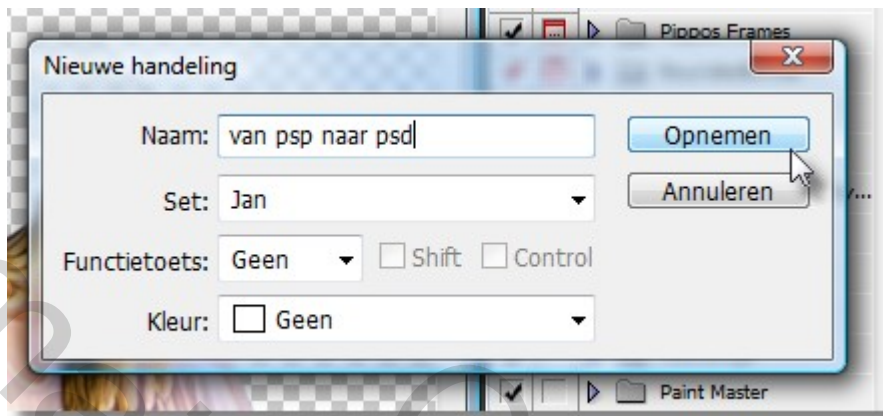 Pippos Frames
Nieuwe handeling
Naam: van psp naar psd
Opnemen
Set: Jan
Annuleren
Functietoets: Geen Shift Control
Kleur: Geen
Paint Master